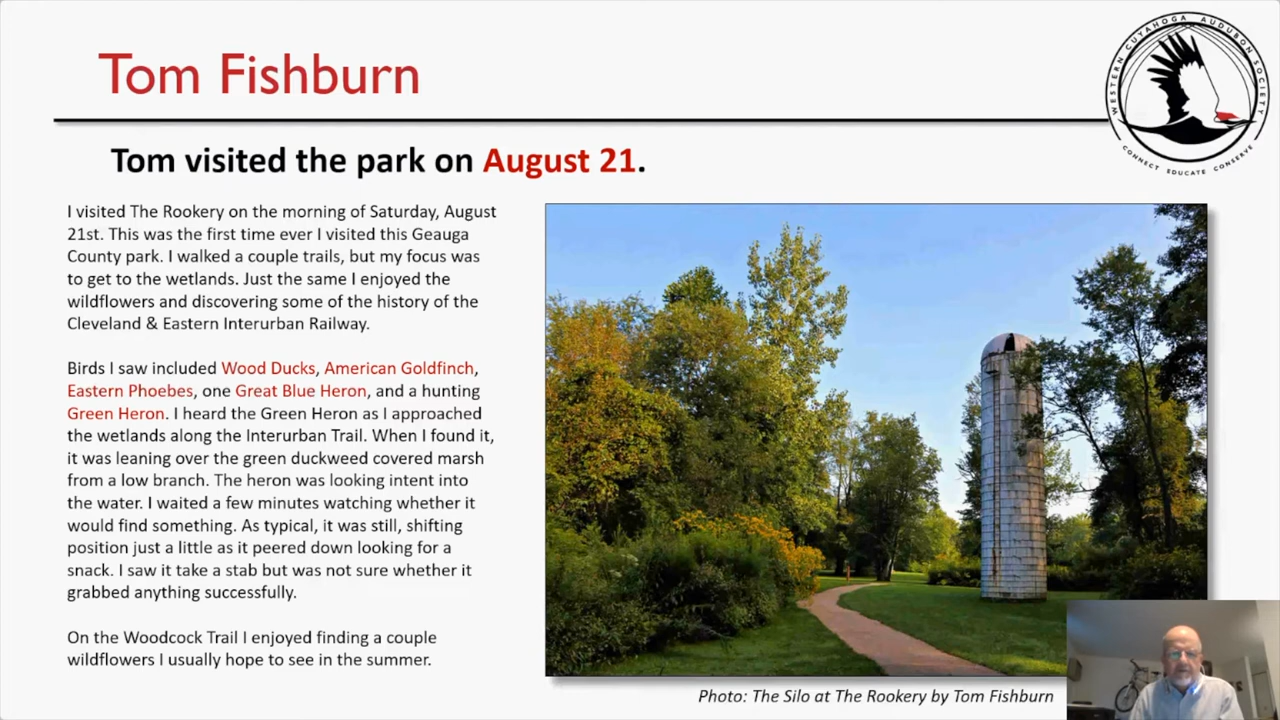 Tom Fishburn
WESTERN CUYAHOGA AUDUBON SOCIETY
CONNECT EDUCATE CONSERVE
Tom visited the park on August 21.
I visited The Rookery on the morning of Saturday, August
21st. This was the first time ever I visited this Geauga
County park. I walked a couple trails, but my focus was
to get to the wetlands. Just the same I enjoyed the
wildflowers and discovering some of the history of the
Cleveland & Eastern Interurban Railway.
Birds I saw included Wood Ducks, American Goldfinch,
Eastern Phoebes, one Great Blue Heron, and a hunting
Green Heron. I heard the Green Heron as I approached
the wetlands along the Interurban Trail. When I found it,
it was leaning over the green duckweed covered marsh
from a low branch. The heron was looking intent into
the water. I waited a few minutes watching whether it
would find something. As typical, it was still, shifting
position just a little as it peered down looking for a
snack. I saw it take a stab but was not sure whether it
grabbed anything successfully.
On the Woodcock Trail I enjoyed finding a couple
wildflowers I usually hope to see in the summer.
Photo: The Silo at The Rookery by Tom Fishburn